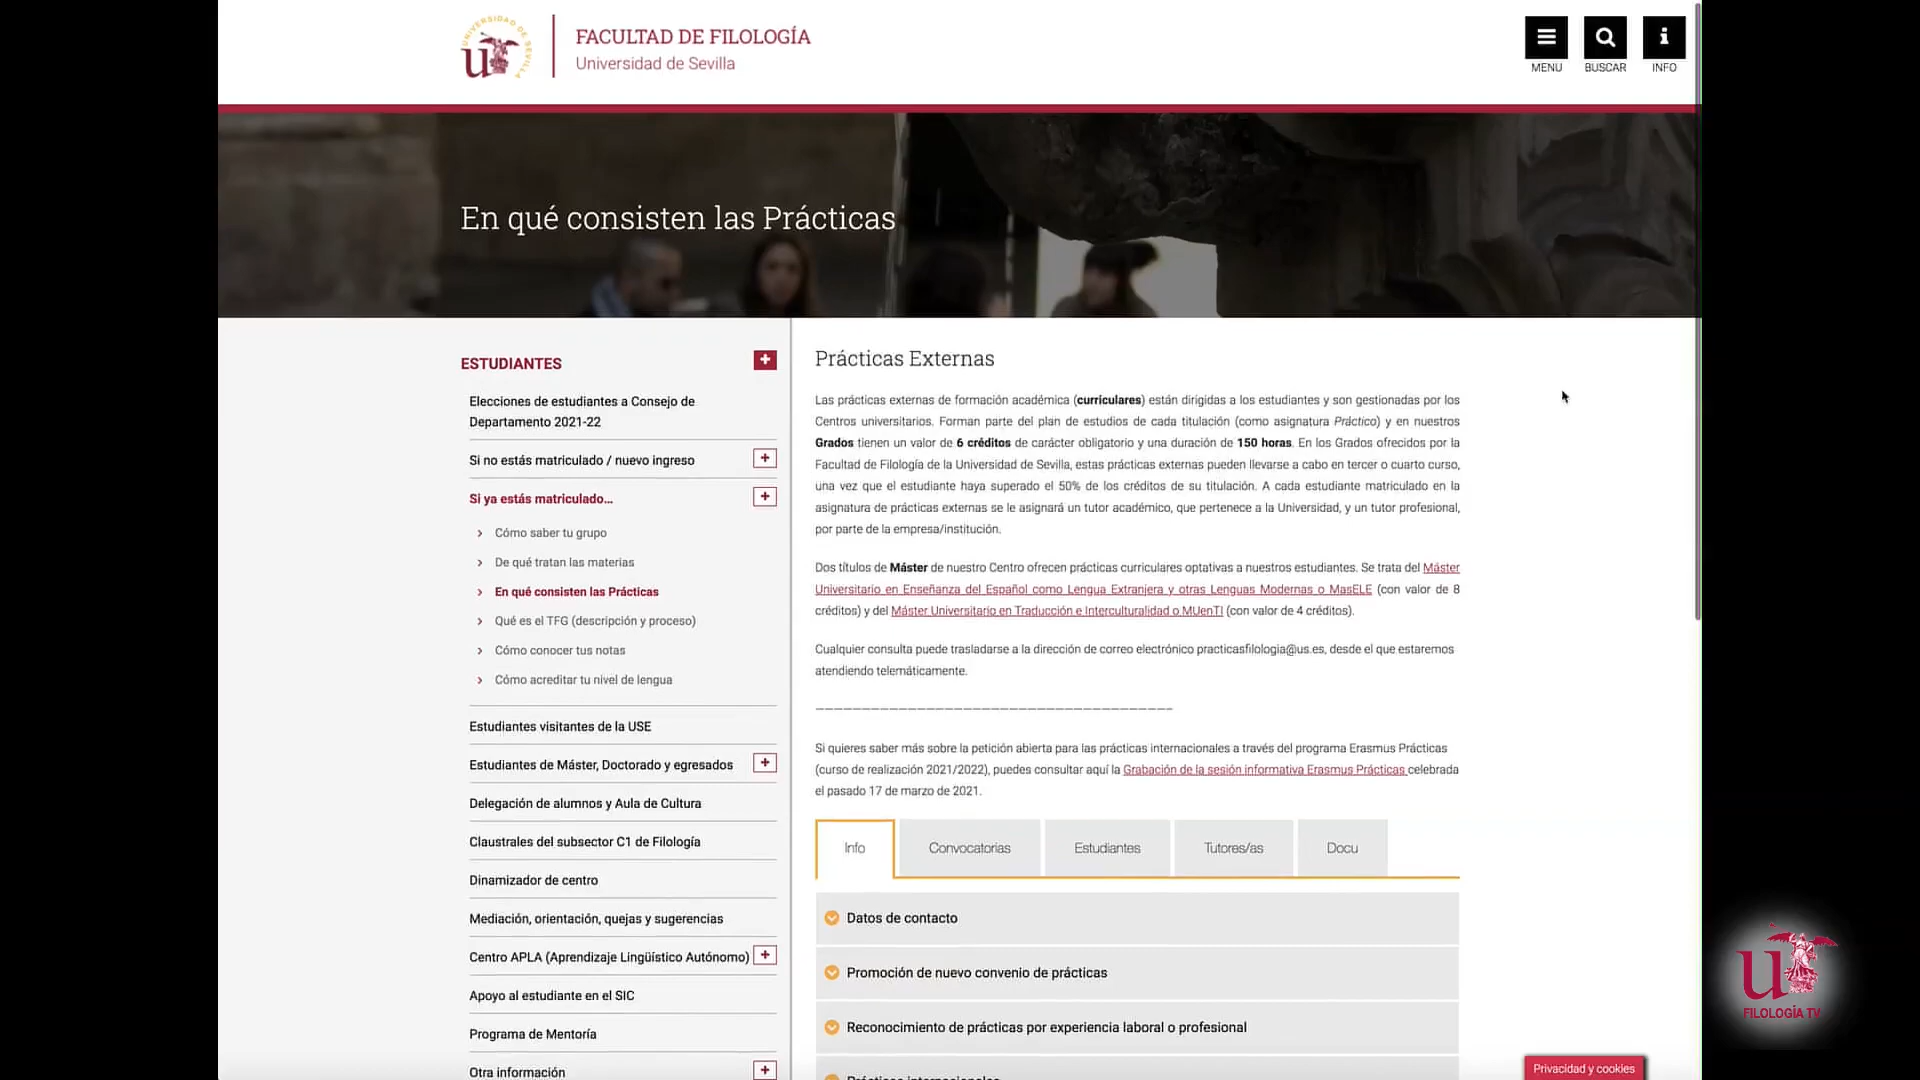 UNIVERSIDAD DE SEVILLA
FACULTAD DE FILOLOGÍA
Universidad de Sevilla
MENU
BUSCAR
INFO
En qué consisten las Prácticas
ESTUDIANTES
Elecciones de estudiantes a Consejo de
Departamento 2021-22
Si no estás matriculado / nuevo ingreso
Si ya estás matriculado...
Cómo saber tu grupo
De qué tratan las materias
En qué consisten las Prácticas
Qué es el TFG (descripción y proceso)
Cómo conocer tus notas
Cómo acreditar tu nivel de lengua
Estudiantes visitantes de la USE
Estudiantes de Máster, Doctorado y egresados
Delegación de alumnos y Aula de Cultura
Claustrales del subsector C1 de Filología
Dinamizador de centro
Mediación, orientación, quejas y sugerencias
Centro APLA (Aprendizaje Lingüístico Autónomo)
Apoyo al estudiante en el SIC
Programa de Mentoría
Otra información
Prácticas Externas
Las prácticas externas de formación académica (curriculares) están dirigidas a los estudiantes y son gestionadas por los
Centros universitarios. Forman parte del plan de estudios de cada titulación (como asignatura Práctico) y en nuestros
Grados tienen un valor de 6 créditos de carácter obligatorio y una duración de 150 horas. En los Grados ofrecidos por la
Facultad de Filología de la Universidad de Sevilla, estas prácticas externas pueden llevarse a cabo en tercer o cuarto curso,
una vez que el estudiante haya superado el 50% de los créditos de su titulación. A cada estudiante matriculado en la
asignatura de prácticas externas se le asignará un tutor académico, que pertenece a la Universidad, y un tutor profesional,
por parte de la empresa/institución.
Dos títulos de Máster de nuestro Centro ofrecen prácticas curriculares optativas a nuestros estudiantes. Se trata del Máster
Universitario en Enseñanza del Español como Lengua Extranjera y otras Lenguas Modernas o MasELE (con valor de 8
créditos) y del Máster Universitario en Traducción e Interculturalidad o MUenTI (con valor de 4 créditos).
Cualquier consulta puede trasladarse a la dirección de correo electrónico practicasfilologia@us.es, desde el que estaremos
atendiendo telemáticamente.
Si quieres saber más sobre la petición abierta para las prácticas internacionales a través del programa Erasmus Prácticas
(curso de realización 2021/2022), puedes consultar aquí la Grabación de la sesión informativa Erasmus Prácticas celebrada
el pasado 17 de marzo de 2021.
Info
Convocatorias
Estudiantes
Tutores/as
Docu
Datos de contacto
Promoción de nuevo convenio de prácticas
Reconocimiento de prácticas por experiencia laboral o profesional
Prácticas internacionales
Privacidad y cookies
FILOLOGÍA TV